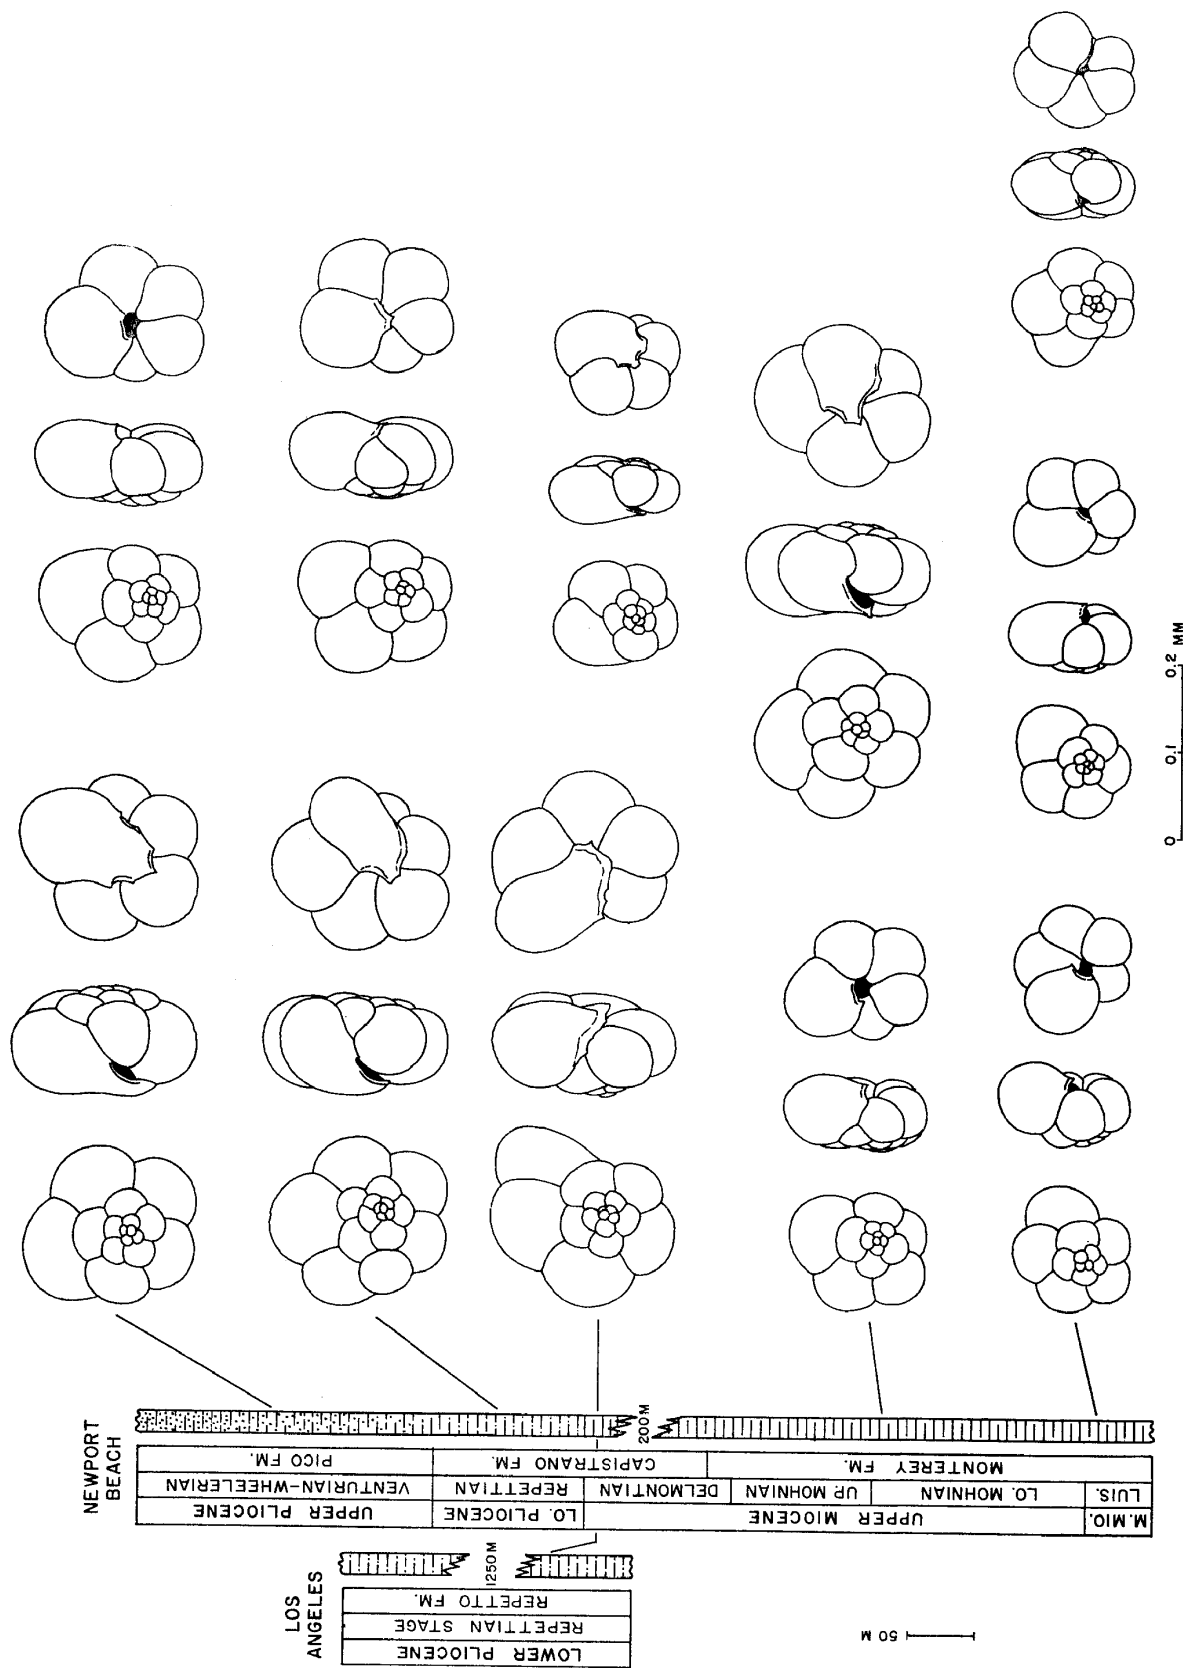 NEWPORT
BEACH
PICO FM.
CAPISTRANO FM.
MONTEREY FM.
VENTURIAN-WHEELERIAN
REPETTIAN
DELMONTIAN
UP. MOHNIAN
LO. MOHNIAN
LUIS.
UPPER PLIOCENE
LO. PLIOCENE
UPPER MIOCENE
M.MIO.
200M
LOS
ANGELES
1250M
REPETTO FM.
REPETTIAN STAGE
LOWER PLIOCENE
50 M
0 0.1 0.2
MM